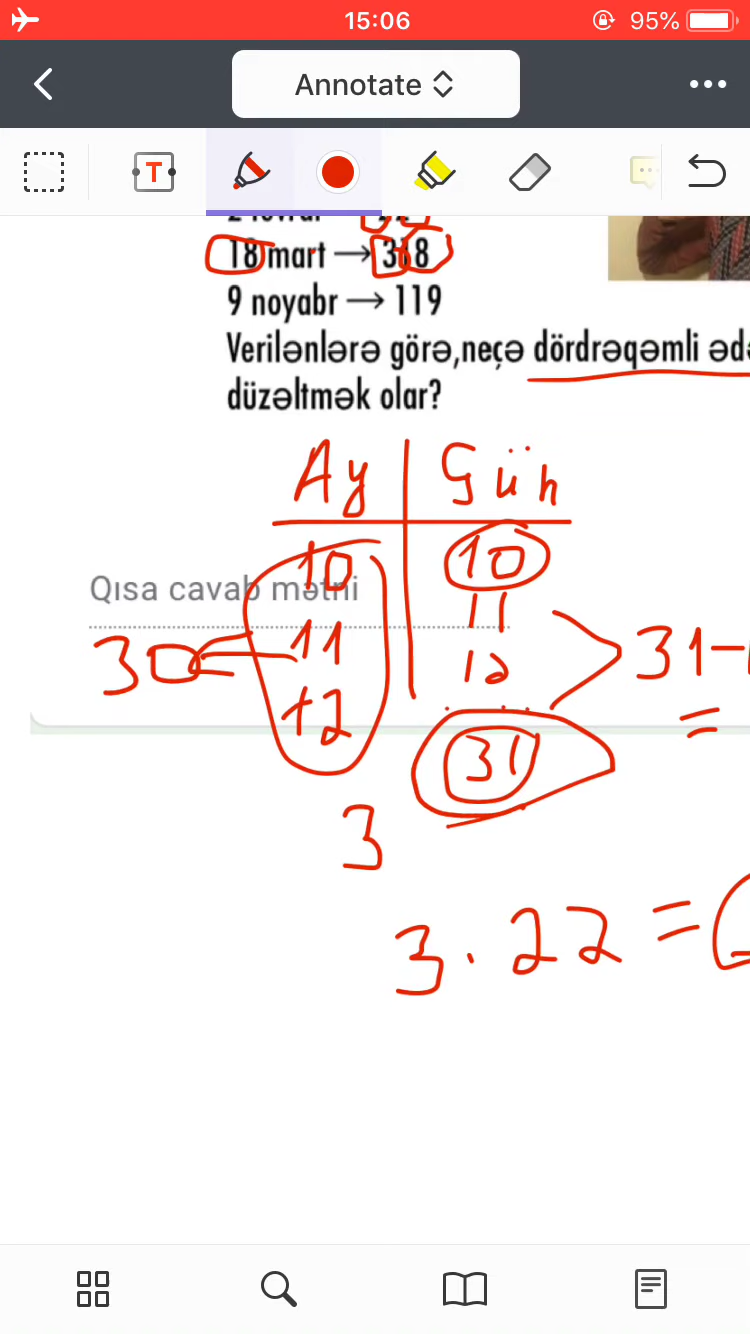 15:06
95%
Annotate
T
18 mart → 318
9 noyabr → 119
Verilənlərə görə,neçə dördrəqəmli
düzəltmək olar?
Ay Gün
10 10
Qısa cavab mətni
11 11
30
12 12
31-
=
31
3
3.22=